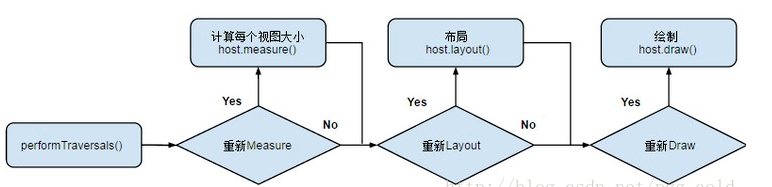 计算每个视图大小
host.measure()
布局
host.layout()
绘制
host.draw()
Yes
Yes
Yes
performTraversals()
重新Measure
No
重新Layout
No
重新Draw